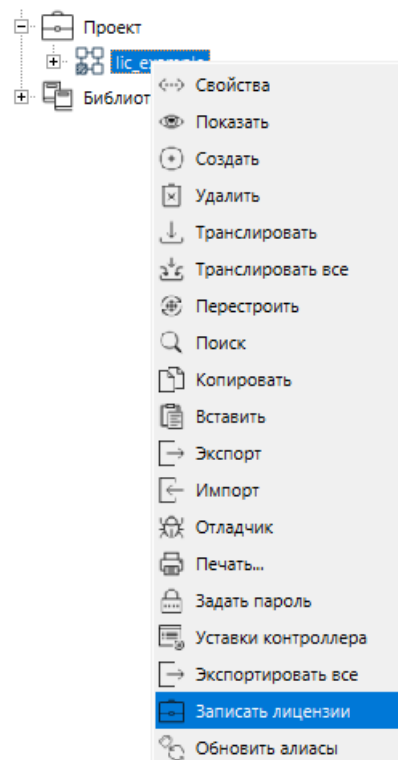 Проект
Библиот
Свойства
Показать
Создать
Удалить
Транслировать
Транслировать все
Перестроить
Поиск
Копировать
Вставить
Экспорт
Импорт
Отладчик
Печать...
Задать пароль
Уставки контроллера
Экспортировать все
Записать лицензии
Обновить алиасы